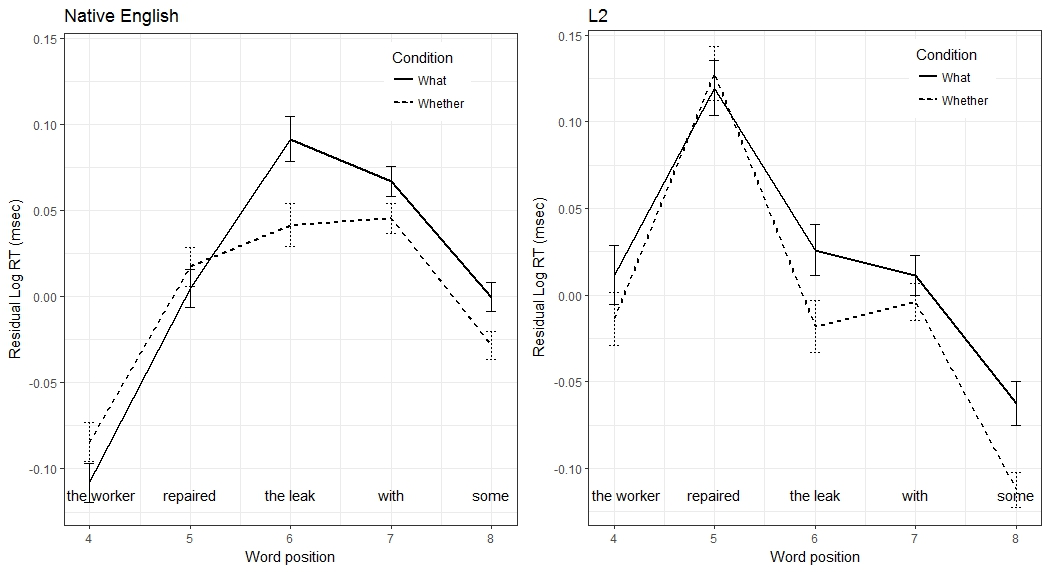 Native English
Residual Log RT (msec)
0.15
0.10
0.05
0.00
-0.05
-0.10
Condition
What
Whether
the worker repaired the leak with some
4 5 6 7 8
Word position
L2
Residual Log RT (msec)
0.15
0.10
0.05
0.00
-0.05
-0.10
Condition
What
Whether
the worker repaired the leak with some
4 5 6 7 8
Word position